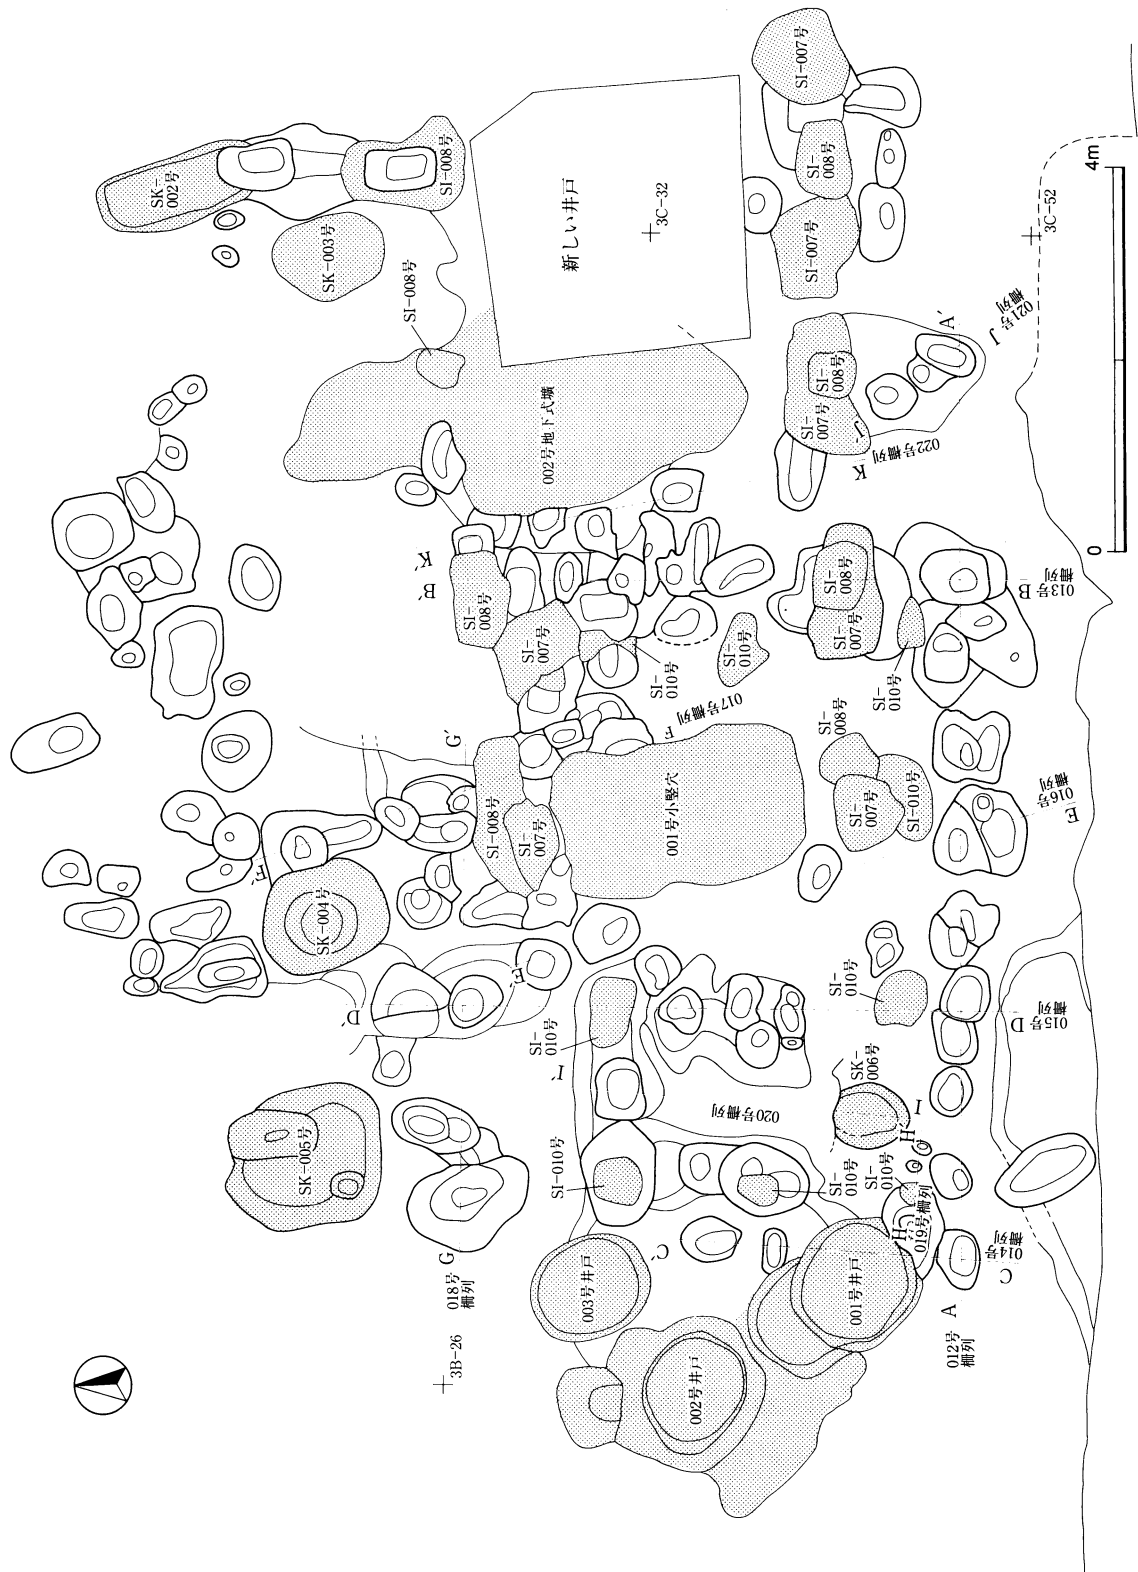 SI-007号
SI-008号
SI-007号
SK-002号
SI-008号
SK-003号
SI-008号
新しい井戸
3C-32
3C-52
4m
0
021号柵列
J
A′
J′
SI-008号
SI-007号
K
022号柵列
002号地下式壙
K′
B′
SI-008号
SI-007号
SI-010号
SI-010号
SI-008号
SI-007号
SI-010号
013号柵列
B
017号柵列
F
SI-008号
SI-007号
SI-010号
016号柵列
E
001号小竪穴
G′
SI-008号
SI-007号
F′
SK-004号
E′
D′
SI-010号
I′
SI-010号
015号柵列
D
SK-006号
I
H′
020号柵列
SI-010号
SI-010号
SI-010号
SK-005号
G
018号柵列
3B-26
003号井戸
C′
H
019号柵列
014号柵列
C
001号井戸
A
012号柵列
002号井戸